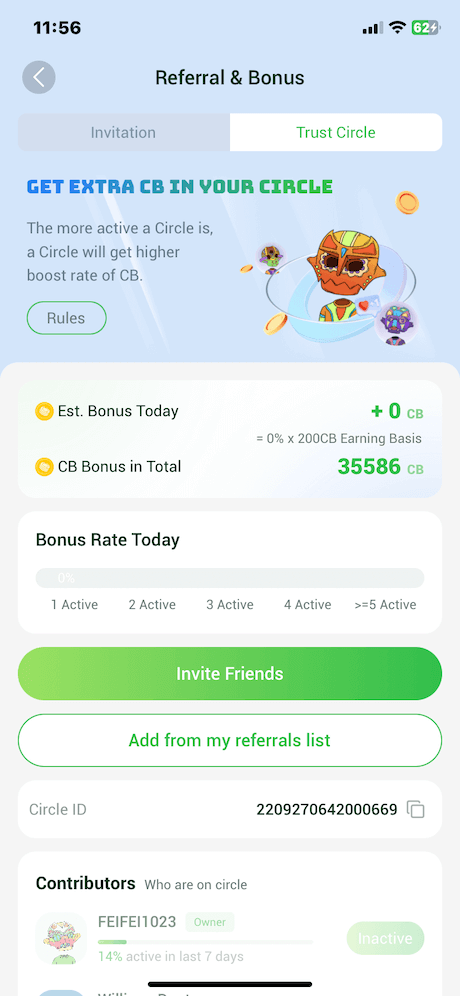 11:56
62
Referral & Bonus
Invitation
Trust Circle
GET EXTRA CB IN YOUR CIRCLE
The more active a Circle is,
a Circle will get higher
boost rate of CB.
Rules
Est. Bonus Today
+ 0 CB
= 0% x 200CB Earning Basis
CB Bonus in Total
35586 CB
Bonus Rate Today
0%
1 Active 2 Active 3 Active 4 Active >=5 Active
Invite Friends
Add from my referrals list
Circle ID
2209270642000669
Contributors Who are on circle
FEIFEI1023 Owner
14% active in last 7 days
Inactive